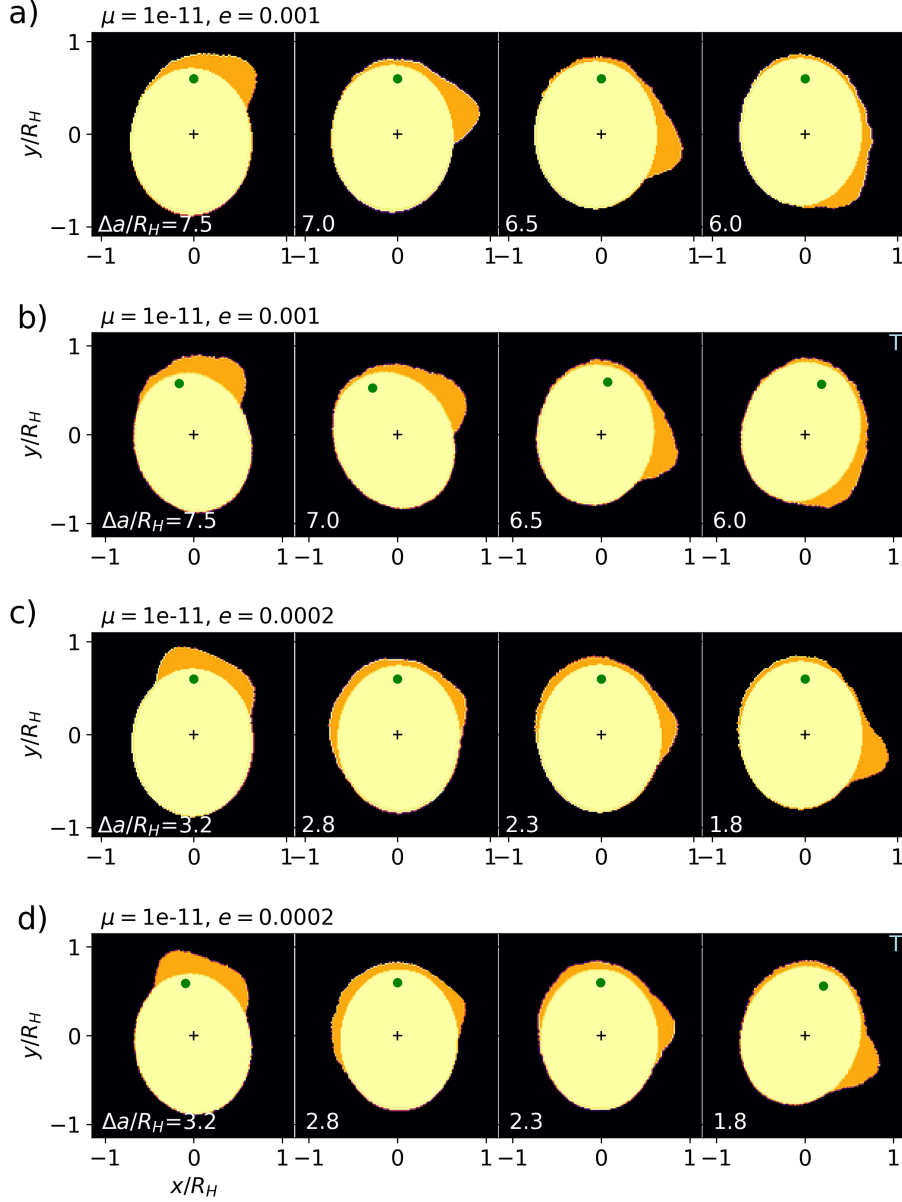 a)
μ = 1e-11, e = 0.001
1
0
−1
y/R_H
Δa/R_H=7.5
7.0
6.5
6.0
−1 0 1 −1 0 1 −1 0 1 −1 0 1
b)
μ = 1e-11, e = 0.001
T
1
0
−1
y/R_H
Δa/R_H=7.5
7.0
6.5
6.0
−1 0 1 −1 0 1 −1 0 1 −1 0 1
c)
μ = 1e-11, e = 0.0002
1
0
−1
y/R_H
Δa/R_H=3.2
2.8
2.3
1.8
−1 0 1 −1 0 1 −1 0 1 −1 0 1
d)
μ = 1e-11, e = 0.0002
T
1
0
−1
y/R_H
Δa/R_H=3.2
2.8
2.3
1.8
−1 0 1 −1 0 1 −1 0 1 −1 0 1
x/R_H